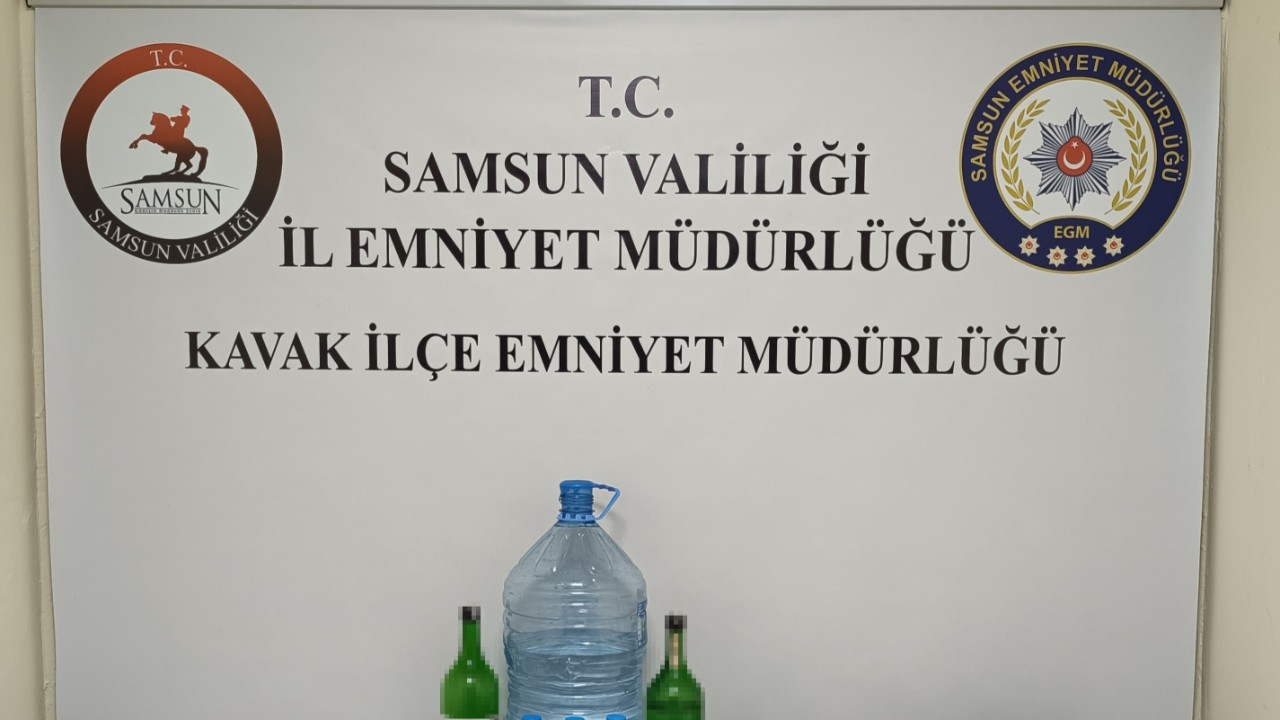 T.C.
SAMSUN
SAMSUN VALİLİĞİ
T.C.
SAMSUN VALİLİĞİ
İL EMNİYET MÜDÜRLÜĞÜ
KAVAK İLÇE EMNİYET MÜDÜRLÜĞÜ
SAMSUN EMNİYET MÜDÜRLÜĞÜ
EGM